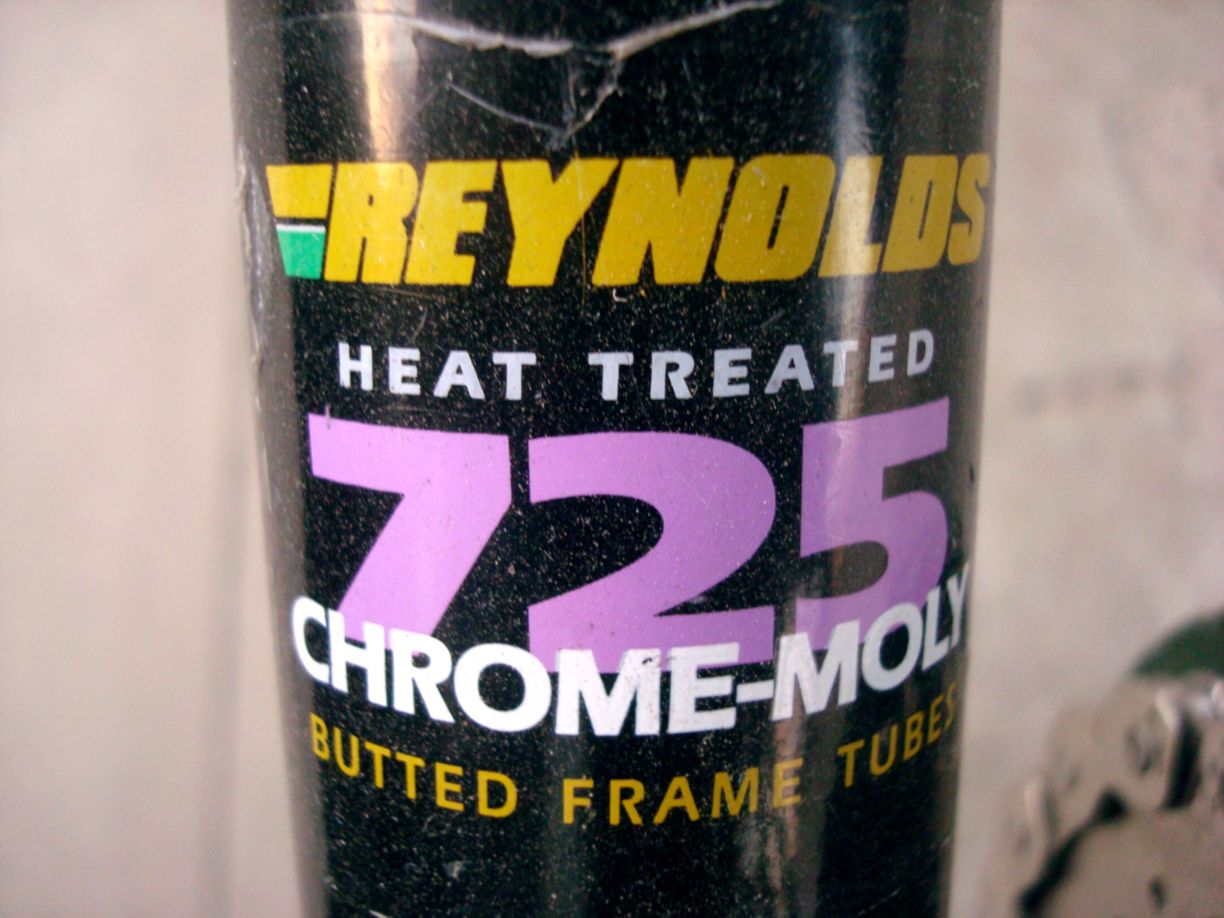 REYNOLDS
HEAT TREATED
725
CHROME-MOLY
BUTTED FRAME TUBES